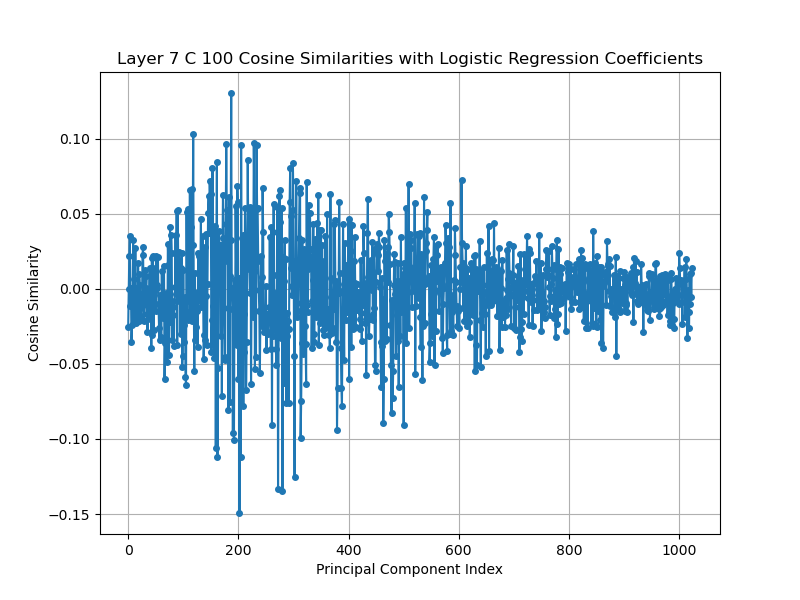 Layer 7 C 100 Cosine Similarities with Logistic Regression Coefficients
0.10
0.05
0.00
−0.05
−0.10
−0.15
Cosine Similarity
0 200 400 600 800 1000
Principal Component Index